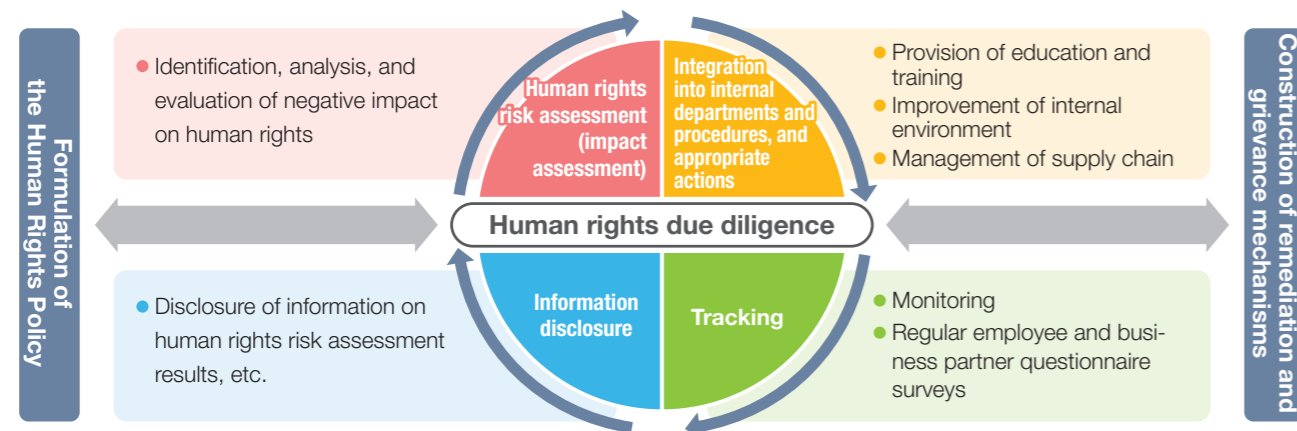 Formulation of
the Human Rights Policy
● Identification, analysis, and
evaluation of negative impact
on human rights
Human rights
risk assessment
(impact
assessment)
Integration
into internal
departments and
procedures, and
appropriate
actions
● Provision of education and
training
● Improvement of internal
environment
● Management of supply chain
Human rights due diligence
● Disclosure of information on
human rights risk assessment
results, etc.
Information
disclosure
Tracking
● Monitoring
● Regular employee and busi-
ness partner questionnaire
surveys
Construction of remediation and
grievance mechanisms